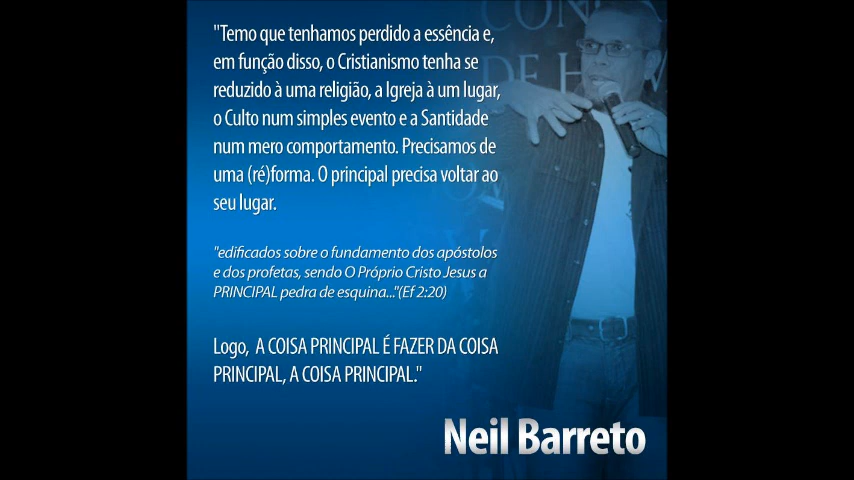 "Temo que tenhamos perdido a essência e,
em função disso, o Cristianismo tenha se
reduzido à uma religião, a Igreja à um lugar,
o Culto num simples evento e a Santidade
num mero comportamento. Precisamos de
uma (ré)forma. O principal precisa voltar ao
seu lugar.
"edificados sobre o fundamento dos apóstolos
e dos profetas, sendo O Próprio Cristo Jesus a
PRINCIPAL pedra de esquina..."(Ef 2:20)
Logo, A COISA PRINCIPAL É FAZER DA COISA
PRINCIPAL, A COISA PRINCIPAL."
Neil Barreto